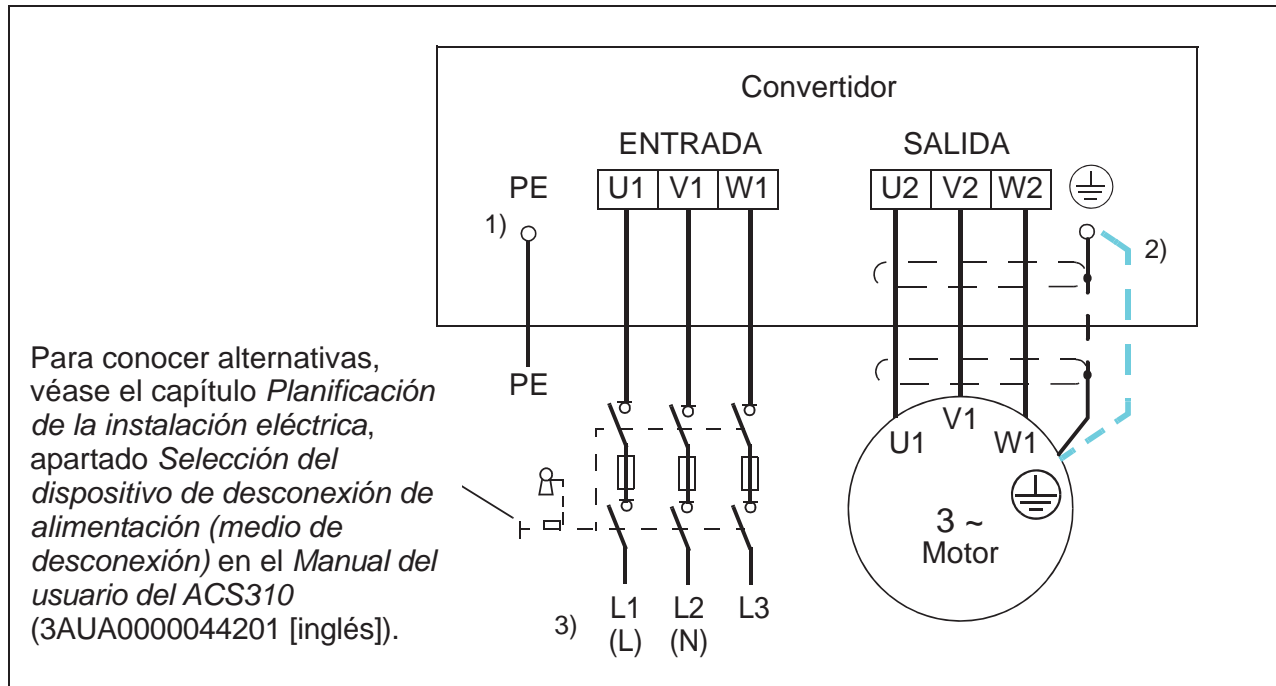 Convertidor
ENTRADA SALIDA
PE U1 V1 W1 U2 V2 W2
1) 2)
Para conocer alternativas,
véase el capítulo Planificación
de la instalación eléctrica,
apartado Selección del
dispositivo de desconexión de
alimentación (medio de
desconexión) en el Manual del
usuario del ACS310
(3AUA0000044201 [inglés]).
PE
U1 V1 W1
3 ~
Motor
3) L1 L2 L3
(L) (N)